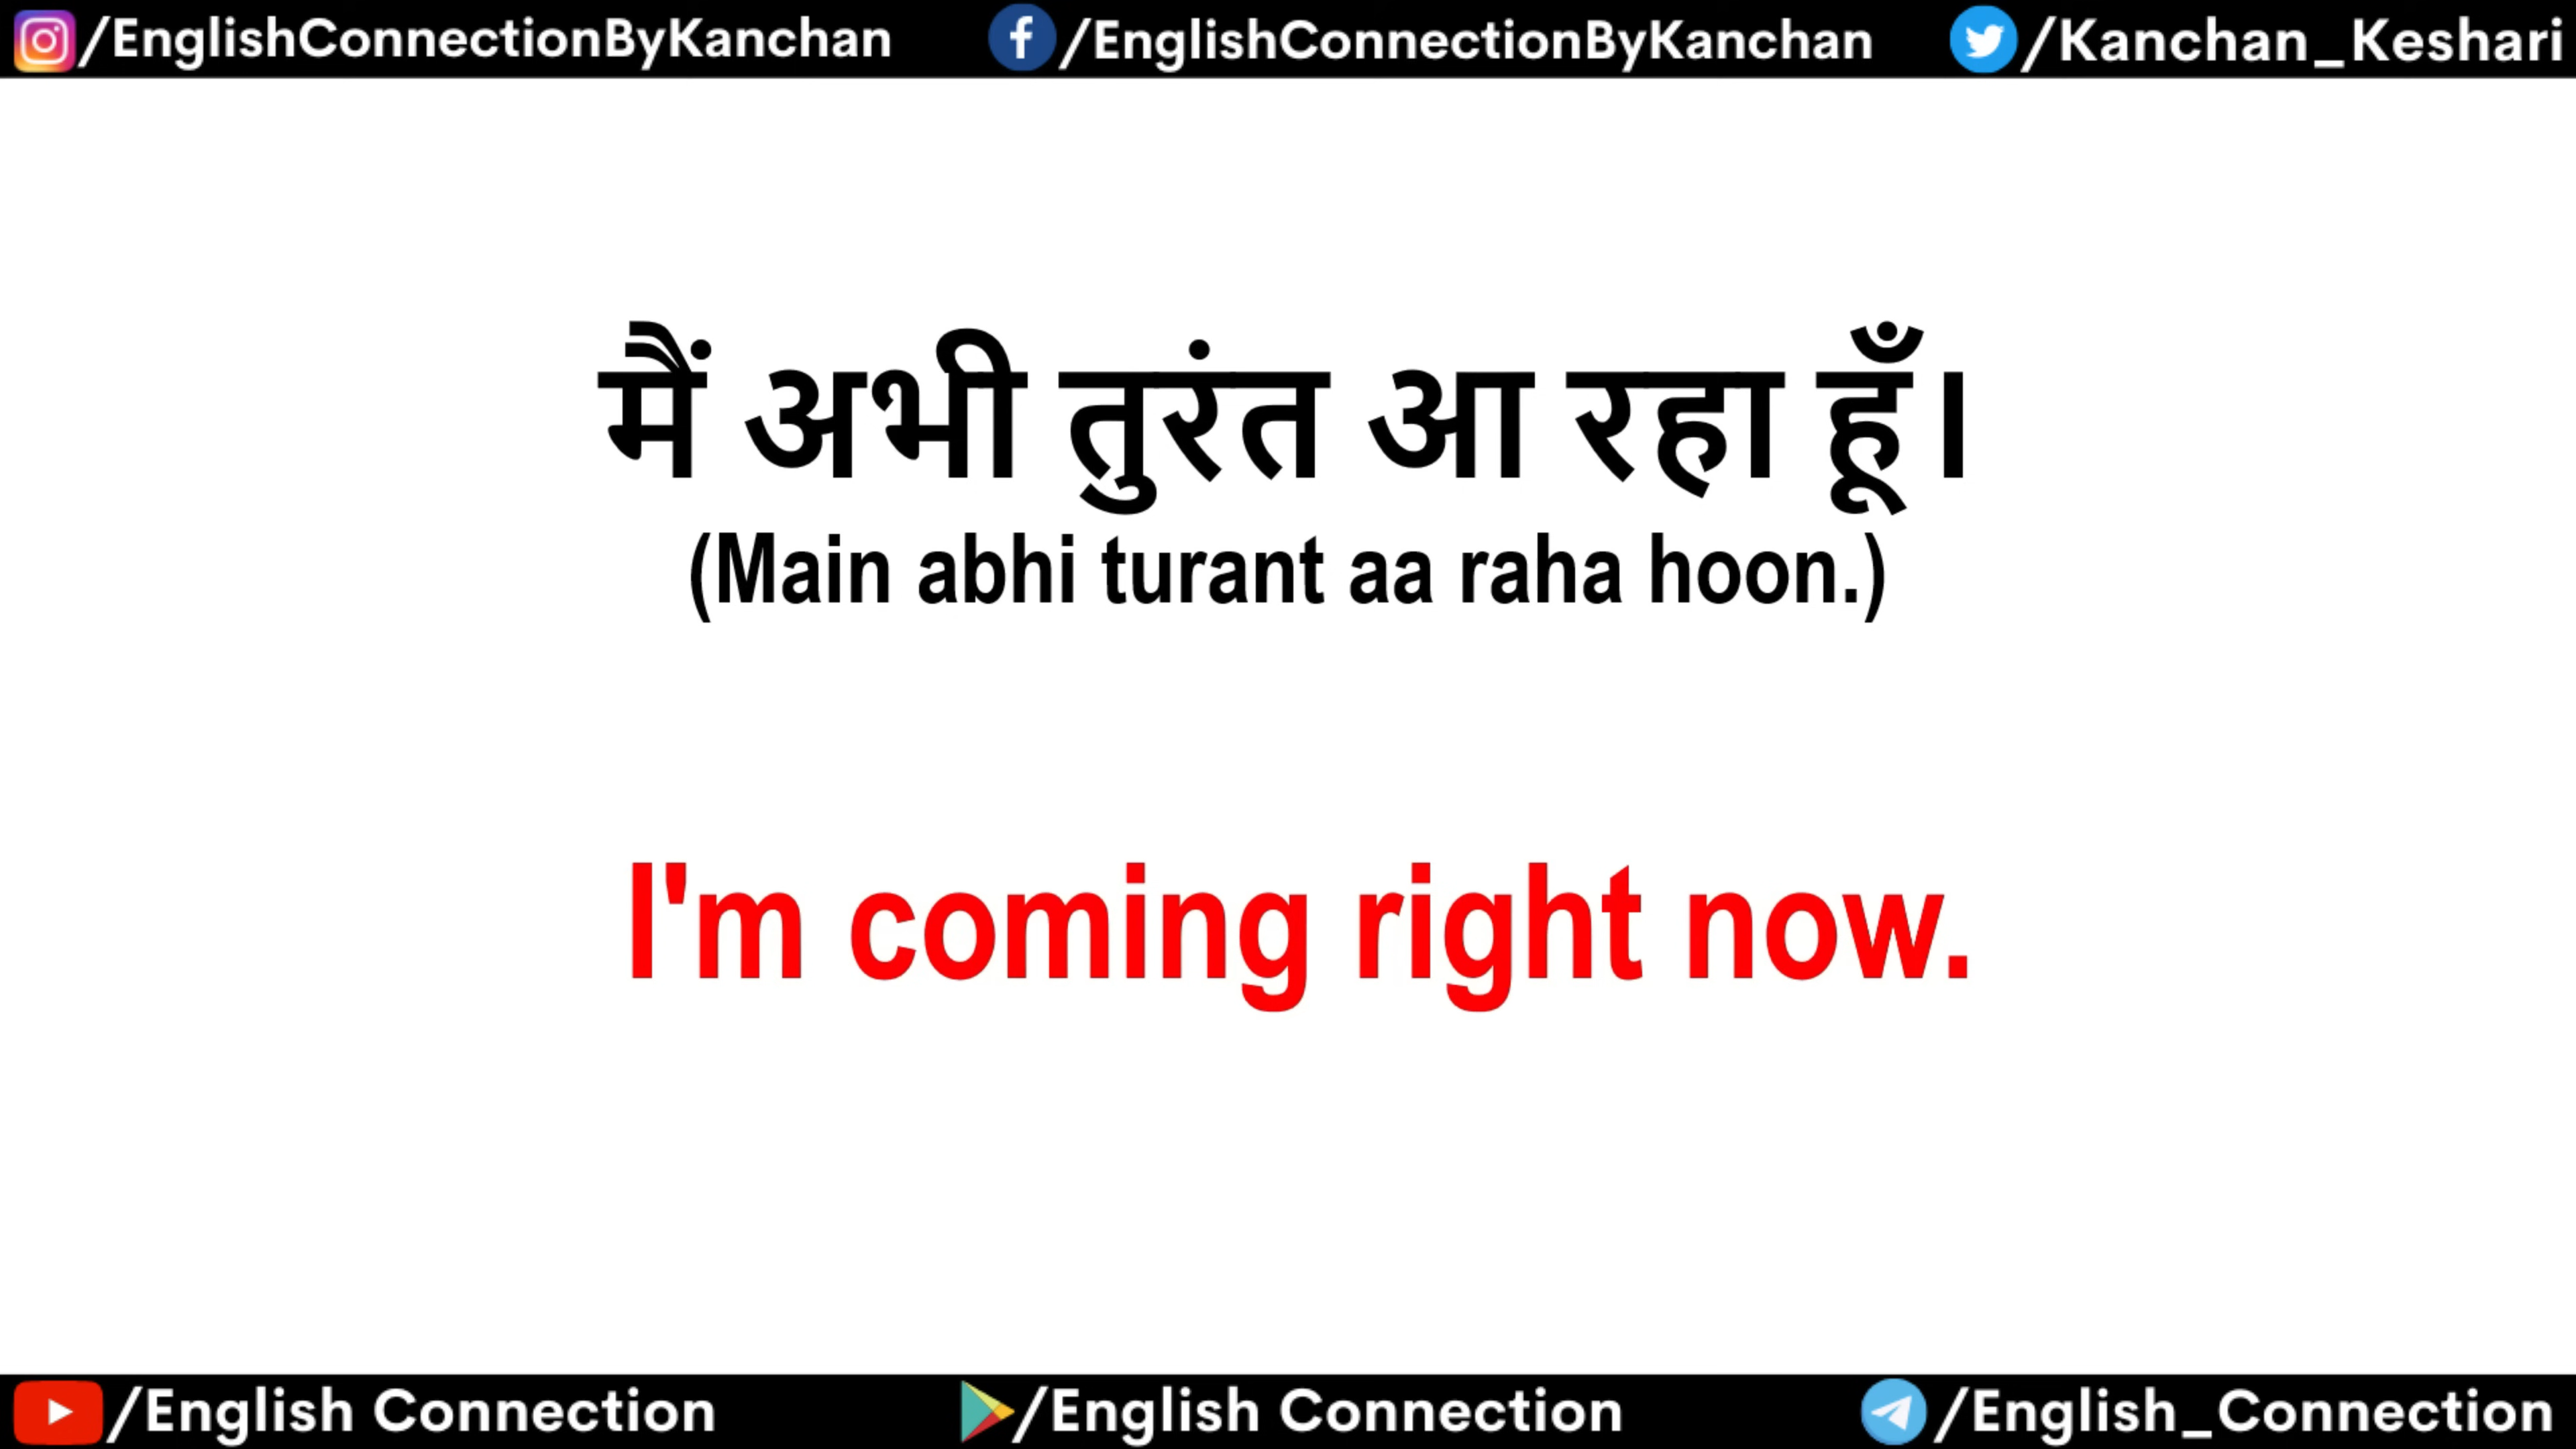 /EnglishConnectionByKanchan /EnglishConnectionByKanchan /Kanchan_Keshari
मैं अभी तुरंत आ रहा हूँ।
(Main abhi turant aa raha hoon.)
I'm coming right now.
/English Connection /English Connection /English_Connection